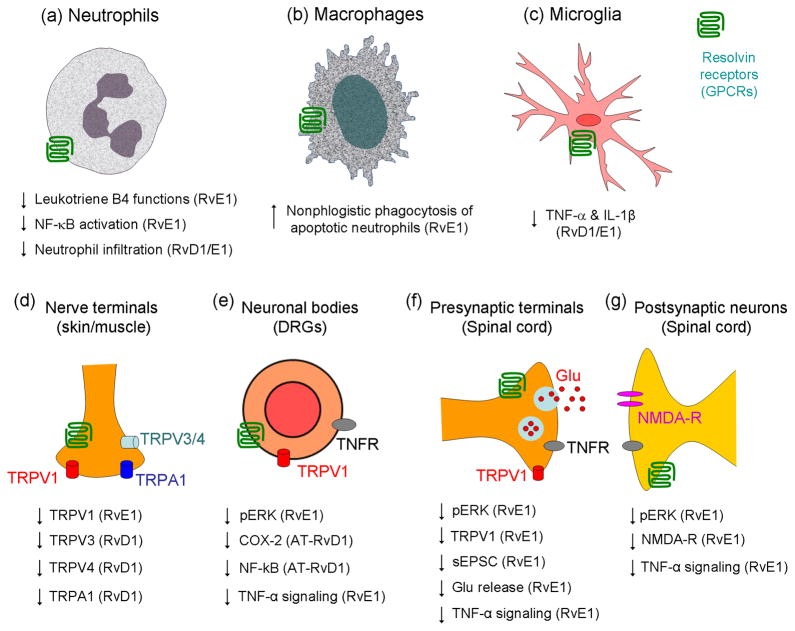 (a) Neutrophils
(b) Macrophages
(c) Microglia
Resolvin
receptors
(GPCRs)
↓ Leukotriene B4 functions (RvE1)
↓ NF-κB activation (RvE1)
↓ Neutrophil infiltration (RvD1/E1)
↑ Nonphlogistic phagocytosis of
apoptotic neutrophils (RvE1)
↓ TNF-α & IL-1β
(RvD1/E1)
(d) Nerve terminals
(skin/muscle)
TRPV3/4
TRPV1
TRPA1
↓ TRPV1 (RvE1)
↓ TRPV3 (RvD1)
↓ TRPV4 (RvD1)
↓ TRPA1 (RvD1)
(e) Neuronal bodies
(DRGs)
TNFR
TRPV1
↓ pERK (RvE1)
↓ COX-2 (AT-RvD1)
↓ NF-kB (AT-RvD1)
↓ TNF-α signaling (RvE1)
(f) Presynaptic terminals
(Spinal cord)
Glu
TNFR
TRPV1
↓ pERK (RvE1)
↓ TRPV1 (RvE1)
↓ sEPSC (RvE1)
↓ Glu release (RvE1)
↓ TNF-α signaling (RvE1)
(g) Postsynaptic neurons
(Spinal cord)
NMDA-R
↓ pERK (RvE1)
↓ NMDA-R (RvE1)
↓ TNF-α signaling (RvE1)